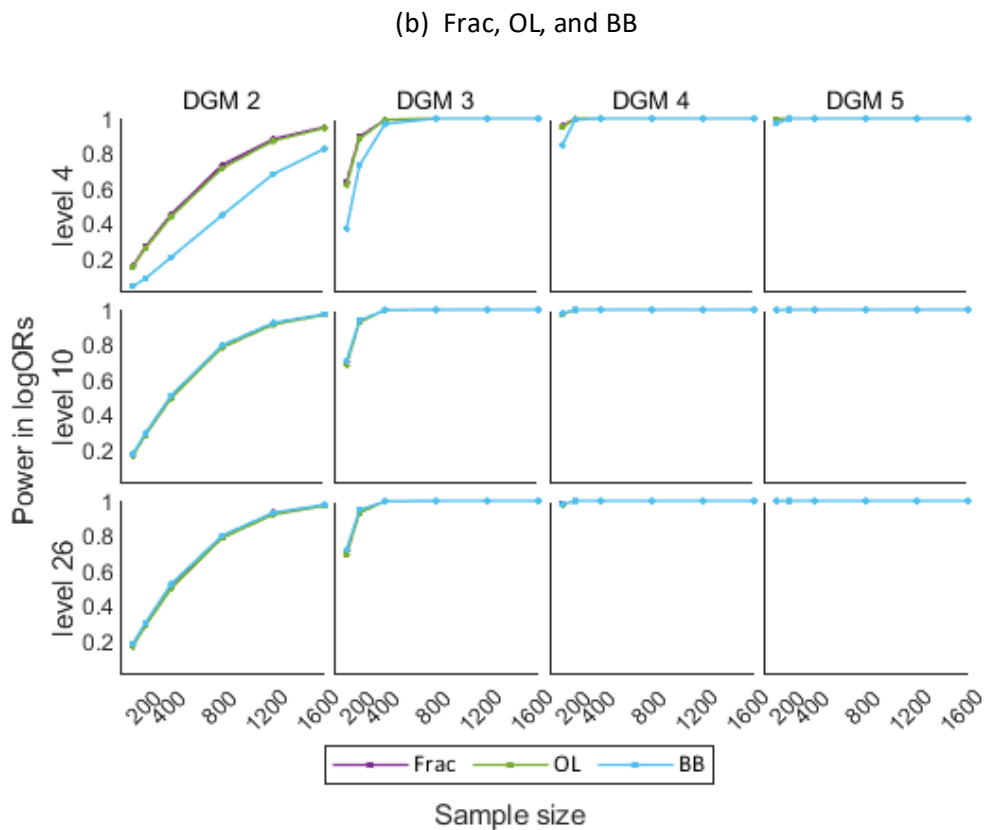 (b) Frac, OL, and BB
DGM 2 DGM 3 DGM 4 DGM 5
Power in logORs
level 4
1
0.8
0.6
0.4
0.2
level 10
1
0.8
0.6
0.4
0.2
level 26
1
0.8
0.6
0.4
0.2
200 400 800 1200 1600 200 400 800 1200 1600 200 400 800 1200 1600 200 400 800 1200 1600
Frac OL BB
Sample size